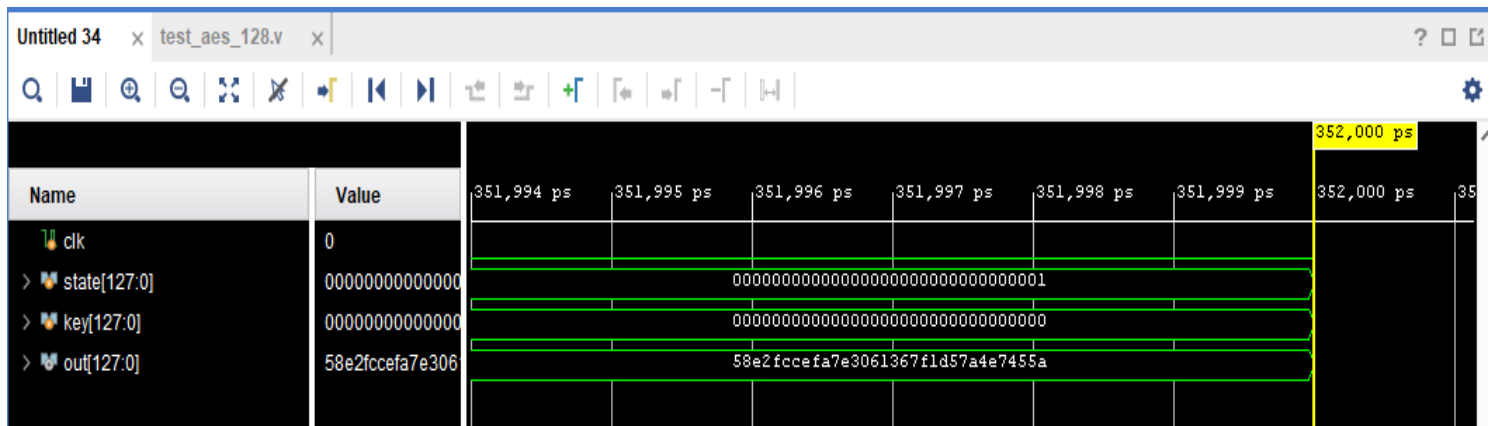 Untitled 34 × test_aes_128.v × ?
352,000 ps
Name Value 351,994 ps 351,995 ps 351,996 ps 351,997 ps 351,998 ps 351,999 ps 352,000 ps 35
clk 0
> state[127:0] 00000000000000 00000000000000000000000000000001
> key[127:0] 00000000000000 00000000000000000000000000000000
> out[127:0] 58e2fccefa7e306 58e2fccefa7e3061367f1d57a4e7455a